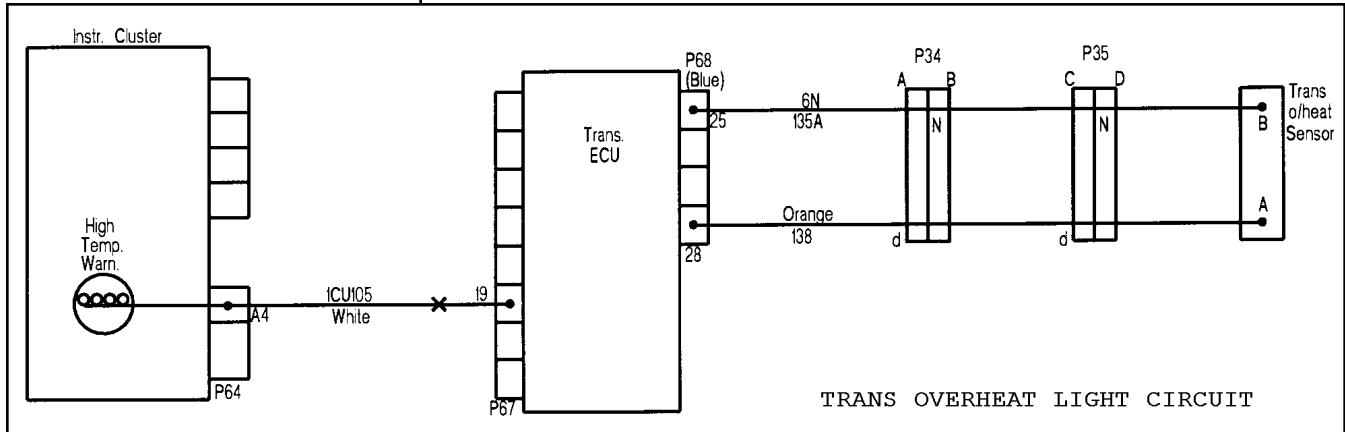 Instr. Cluster
High
Temp.
Warn.
A4
P64
1CU105
White
19
P67
Trans.
ECU
P68
(Blue)
25
28
6N
135A
Orange
138
P34
A B
N
d
P35
C D
N
d
B
A
Trans
o/heat
Sensor
TRANS OVERHEAT LIGHT CIRCUIT